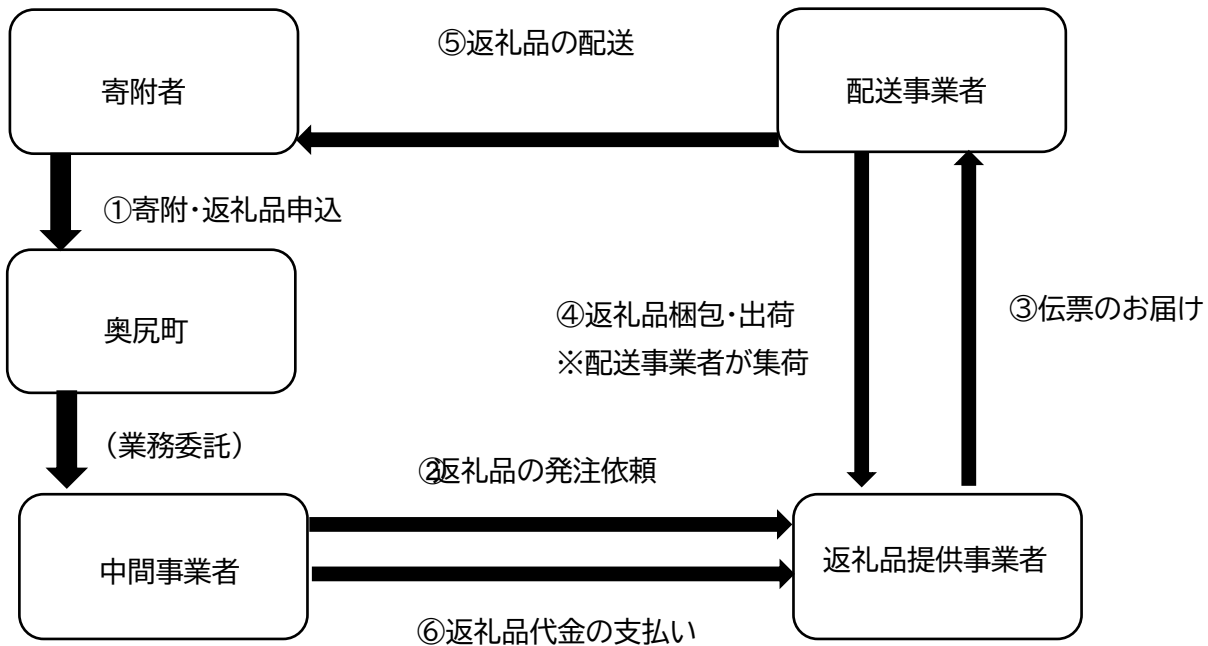 ⑤返礼品の配送
寄附者
配送事業者
①寄附・返礼品申込
奥尻町
④返礼品梱包・出荷
※配送事業者が集荷
③伝票のお届け
（業務委託）
②返礼品の発注依頼
中間事業者
返礼品提供事業者
⑥返礼品代金の支払い